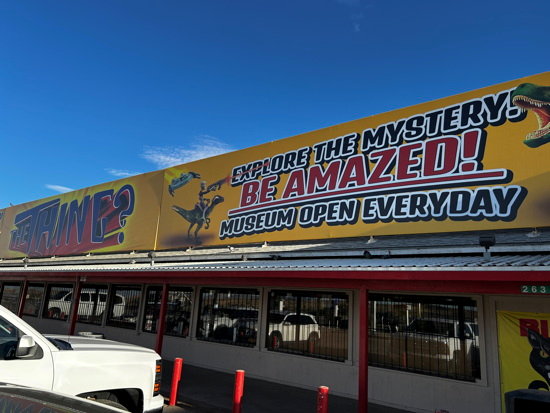 THE THING?
EXPLORE THE MYSTERY!
BE AMAZED!
MUSEUM OPEN EVERYDAY
263